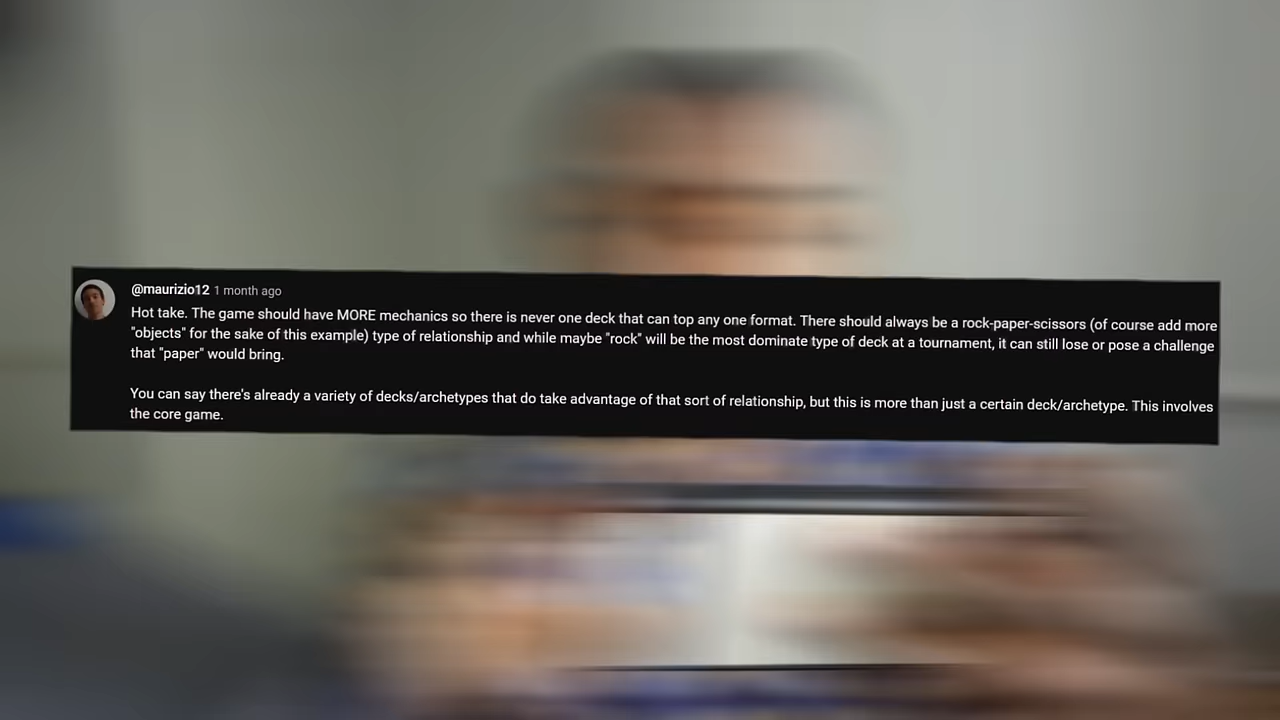 @maurizio12 1 month ago
Hot take. The game should have MORE mechanics so there is never one deck that can top any one format. There should always be a rock-paper-scissors (of course add more
"objects" for the sake of this example) type of relationship and while maybe "rock" will be the most dominate type of deck at a tournament, it can still lose or pose a challenge
that "paper" would bring.
You can say there's already a variety of decks/archetypes that do take advantage of that sort of relationship, but this is more than just a certain deck/archetype. This involves
the core game.